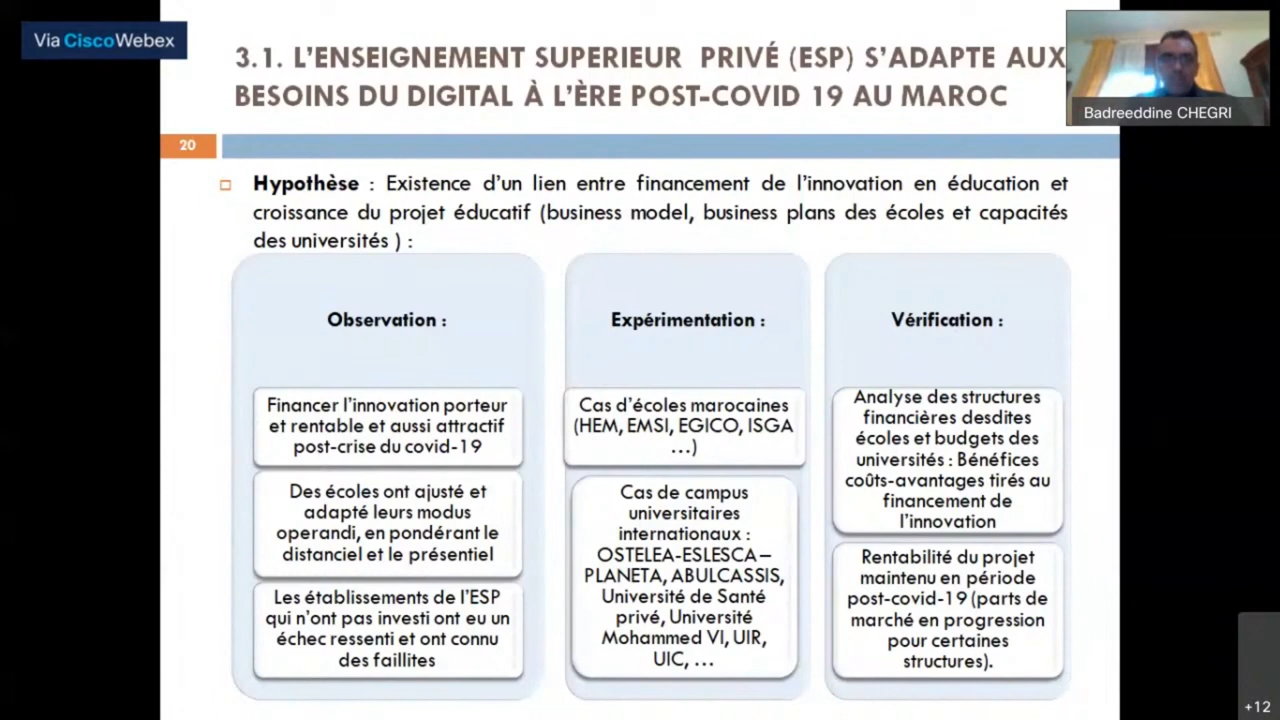 Via Cisco Webex
3.1. L'ENSEIGNEMENT SUPERIEUR PRIVÉ (ESP) S'ADAPTE AUX
BESOINS DU DIGITAL À L'ÈRE POST-COVID 19 AU MAROC
Badreeddine CHEGRI
20
Hypothèse : Existence d'un lien entre financement de l'innovation en éducation et
croissance du projet éducatif (business model, business plans des écoles et capacités
des universités ) :
Observation :
Financer l'innovation porteur
et rentable et aussi attractif
post-crise du covid-19
Des écoles ont ajusté et
adapté leurs modus
operandi, en pondérant le
distanciel et le présentiel
Les établissements de l'ESP
qui n'ont pas investi ont eu un
échec ressenti et ont connu
des faillites
Expérimentation :
Cas d'écoles marocaines
(HEM, EMSI, EGICO, ISGA
…)
Cas de campus
universitaires
internationaux :
OSTELEA-ESLESCA–
PLANETA, ABULCASSIS,
Université de Santé
privé, Université
Mohammed VI, UIR,
UIC, …
Vérification :
Analyse des structures
financières desdites
écoles et budgets des
universités : Bénéfices
coûts-avantages tirés au
financement de
l'innovation
Rentabilité du projet
maintenu en période
post-covid-19 (parts de
marché en progression
pour certaines
structures).
+12